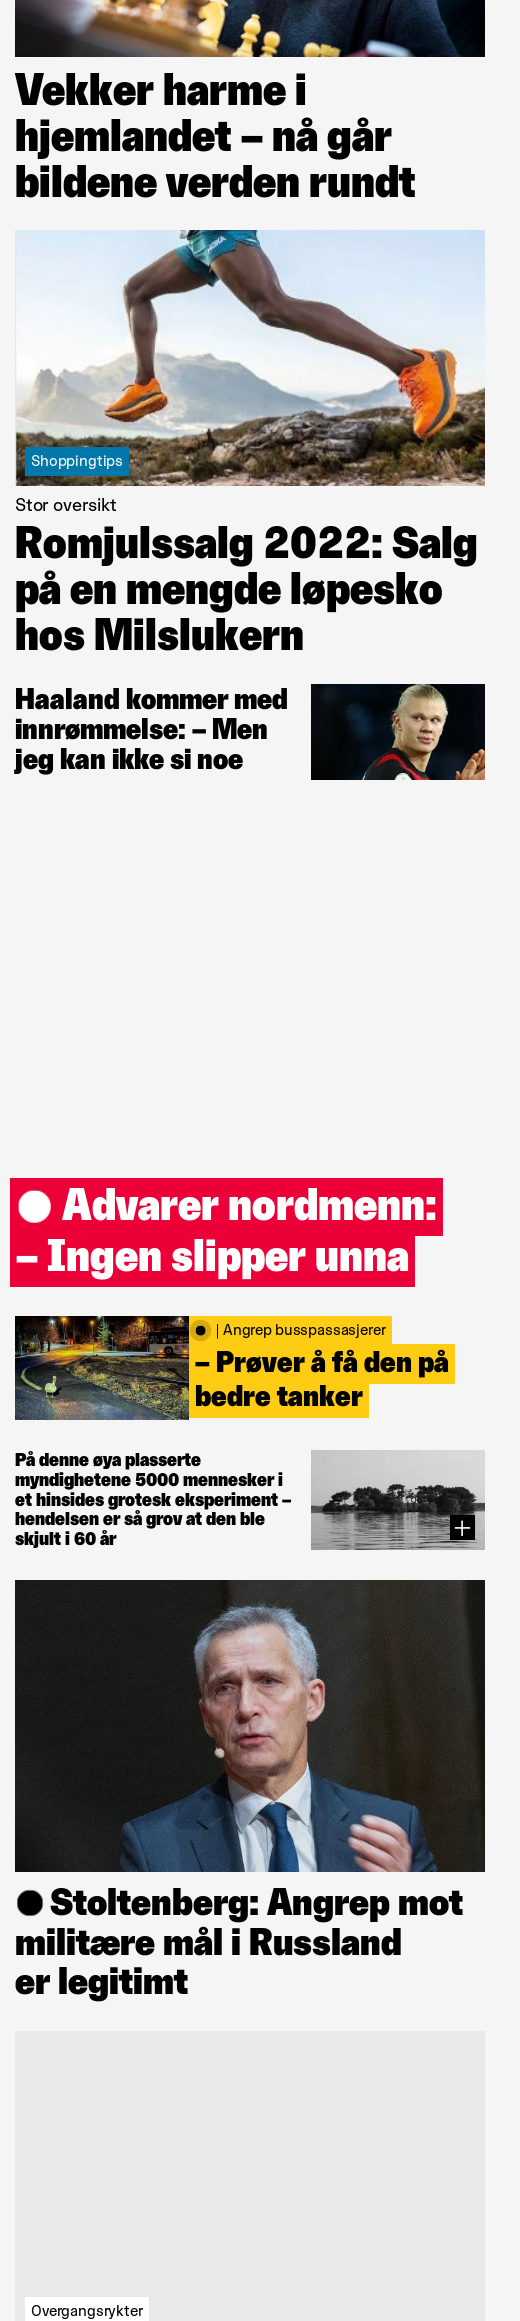 Vekker harme i
hjemlandet – nå går
bildene verden rundt
Shoppingtips
Stor oversikt
Romjulssalg 2022: Salg
på en mengde løpesko
hos Milslukern
Haaland kommer med
innrømmelse: – Men
jeg kan ikke si noe
Advarer nordmenn:
– Ingen slipper unna
| Angrep busspassasjerer
– Prøver å få den på
bedre tanker
På denne øya plasserte
myndighetene 5000 mennesker i
et hinsides grotesk eksperiment –
hendelsen er så grov at den ble
skjult i 60 år
Stoltenberg: Angrep mot
militære mål i Russland
er legitimt
Overgangsrykter